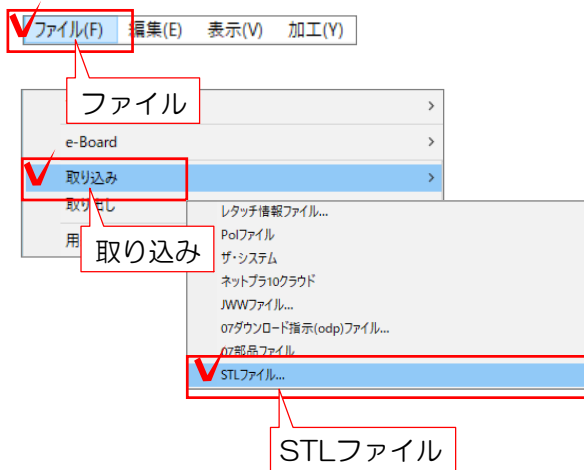 ファイル(F) 編集(E) 表示(V) 加工(Y)
ファイル
>
e-Board >
取り込み >
取り出し
用
取り込み
レタッチ情報ファイル...
Polファイル
ザ・システム
ネットプラ10クラウド
JWWファイル...
07ダウンロード指示(odp)ファイル...
07部品ファイル
STLファイル...
STLファイル